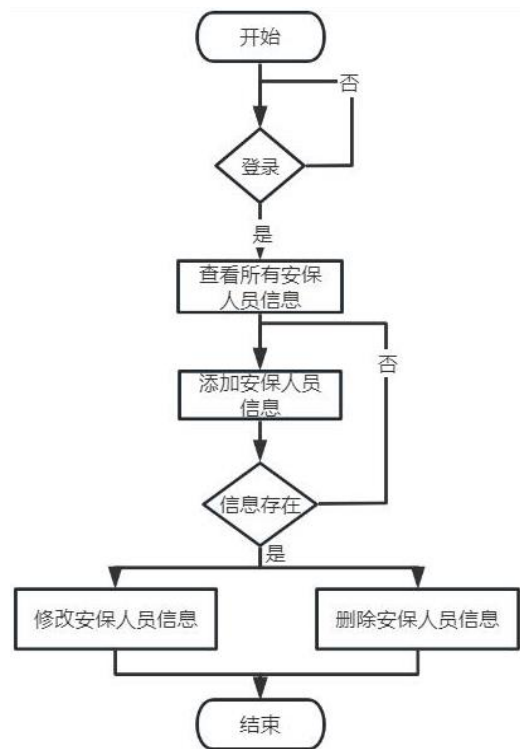 开始
否
登录
是
查看所有安保
人员信息
否
添加安保人员
信息
信息存在
是
修改安保人员信息
删除安保人员信息
结束